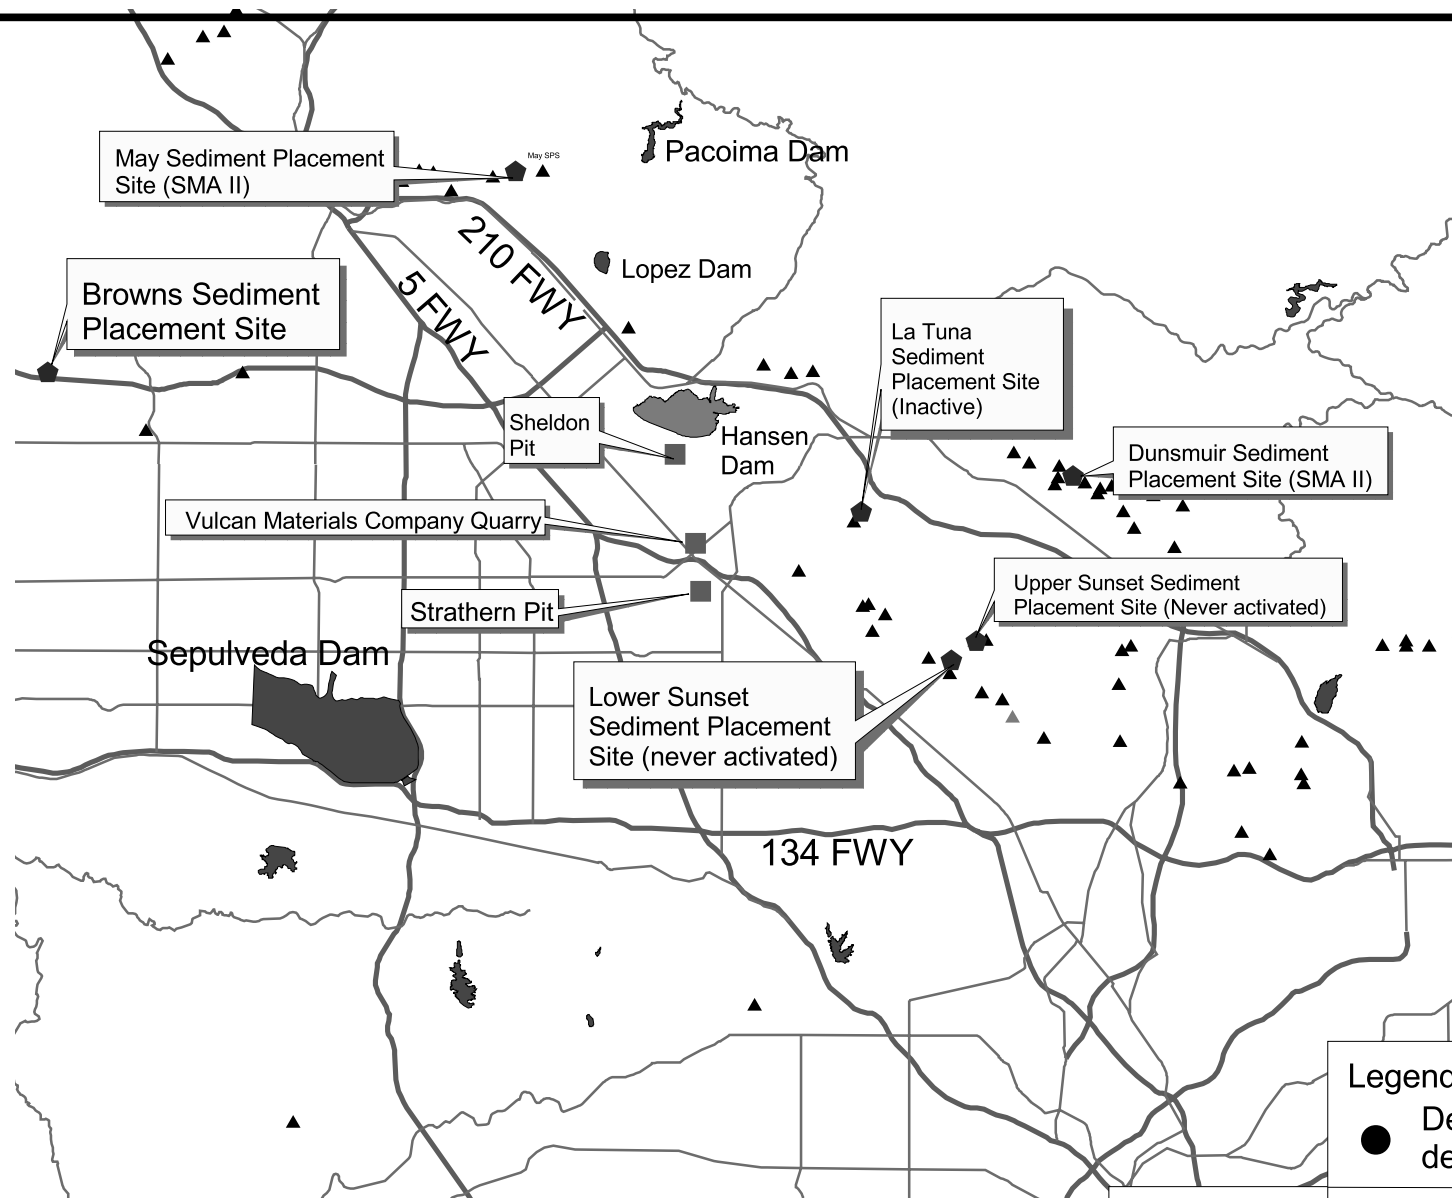 May Sediment Placement
Site (SMA II)
May SPS
Pacoima Dam
210 FWY
5 FWY
Lopez Dam
Browns Sediment
Placement Site
La Tuna
Sediment
Placement Site
(Inactive)
Sheldon
Pit
Hansen
Dam
Dunsmuir Sediment
Placement Site (SMA II)
Vulcan Materials Company Quarry
Upper Sunset Sediment
Placement Site (Never activated)
Strathern Pit
Sepulveda Dam
Lower Sunset
Sediment Placement
Site (never activated)
134 FWY
Legend
De
de